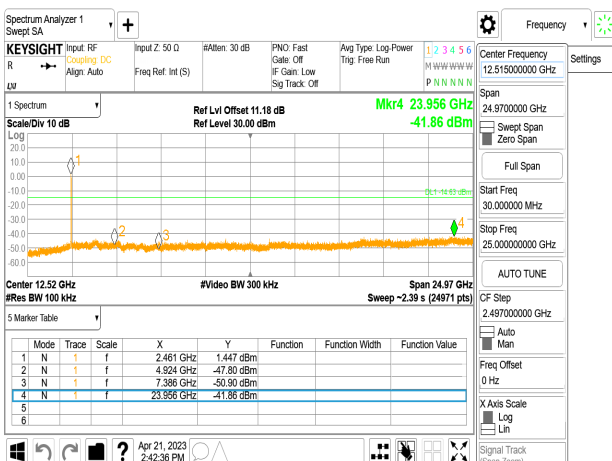 Spectrum Analyzer 1
Swept SA
Frequency
KEYSIGHT
R
LXI
Input: RF
Coupling: DC
Align: Auto
Input Z: 50 Ω
Freq Ref: Int (S)
#Atten: 30 dB
PNO: Fast
Gate: Off
IF Gain: Low
Sig Track: Off
Avg Type: Log-Power
Trig: Free Run
1 2 3 4 5 6
M W W W W W
P N N N N N
Settings
1 Spectrum
Scale/Div 10 dB
Ref Lvl Offset 11.18 dB
Ref Level 30.00 dBm
Mkr4 23.956 GHz
-41.86 dBm
Log
20.0
10.0
0.00
-10.0
-20.0
-30.0
-40.0
-50.0
-60.0
1
2
3
4
DL1 -14.63 dBm
Center 12.52 GHz
#Res BW 100 kHz
#Video BW 300 kHz
Span 24.97 GHz
Sweep ~2.39 s (24971 pts)
5 Marker Table
Mode Trace Scale X Y Function Function Width Function Value
1 N 1 f 2.461 GHz 1.447 dBm
2 N 1 f 4.924 GHz -47.80 dBm
3 N 1 f 7.386 GHz -50.90 dBm
4 N 1 f 23.956 GHz -41.86 dBm
5
6
Apr 21, 2023
2:42:36 PM
Center Frequency
12.515000000 GHz
Span
24.9700000 GHz
Swept Span
Zero Span
Full Span
Start Freq
30.000000 MHz
Stop Freq
25.000000000 GHz
AUTO TUNE
CF Step
2.497000000 GHz
Auto
Man
Freq Offset
0 Hz
X Axis Scale
Log
Lin
Signal Track
(Span Zoom)